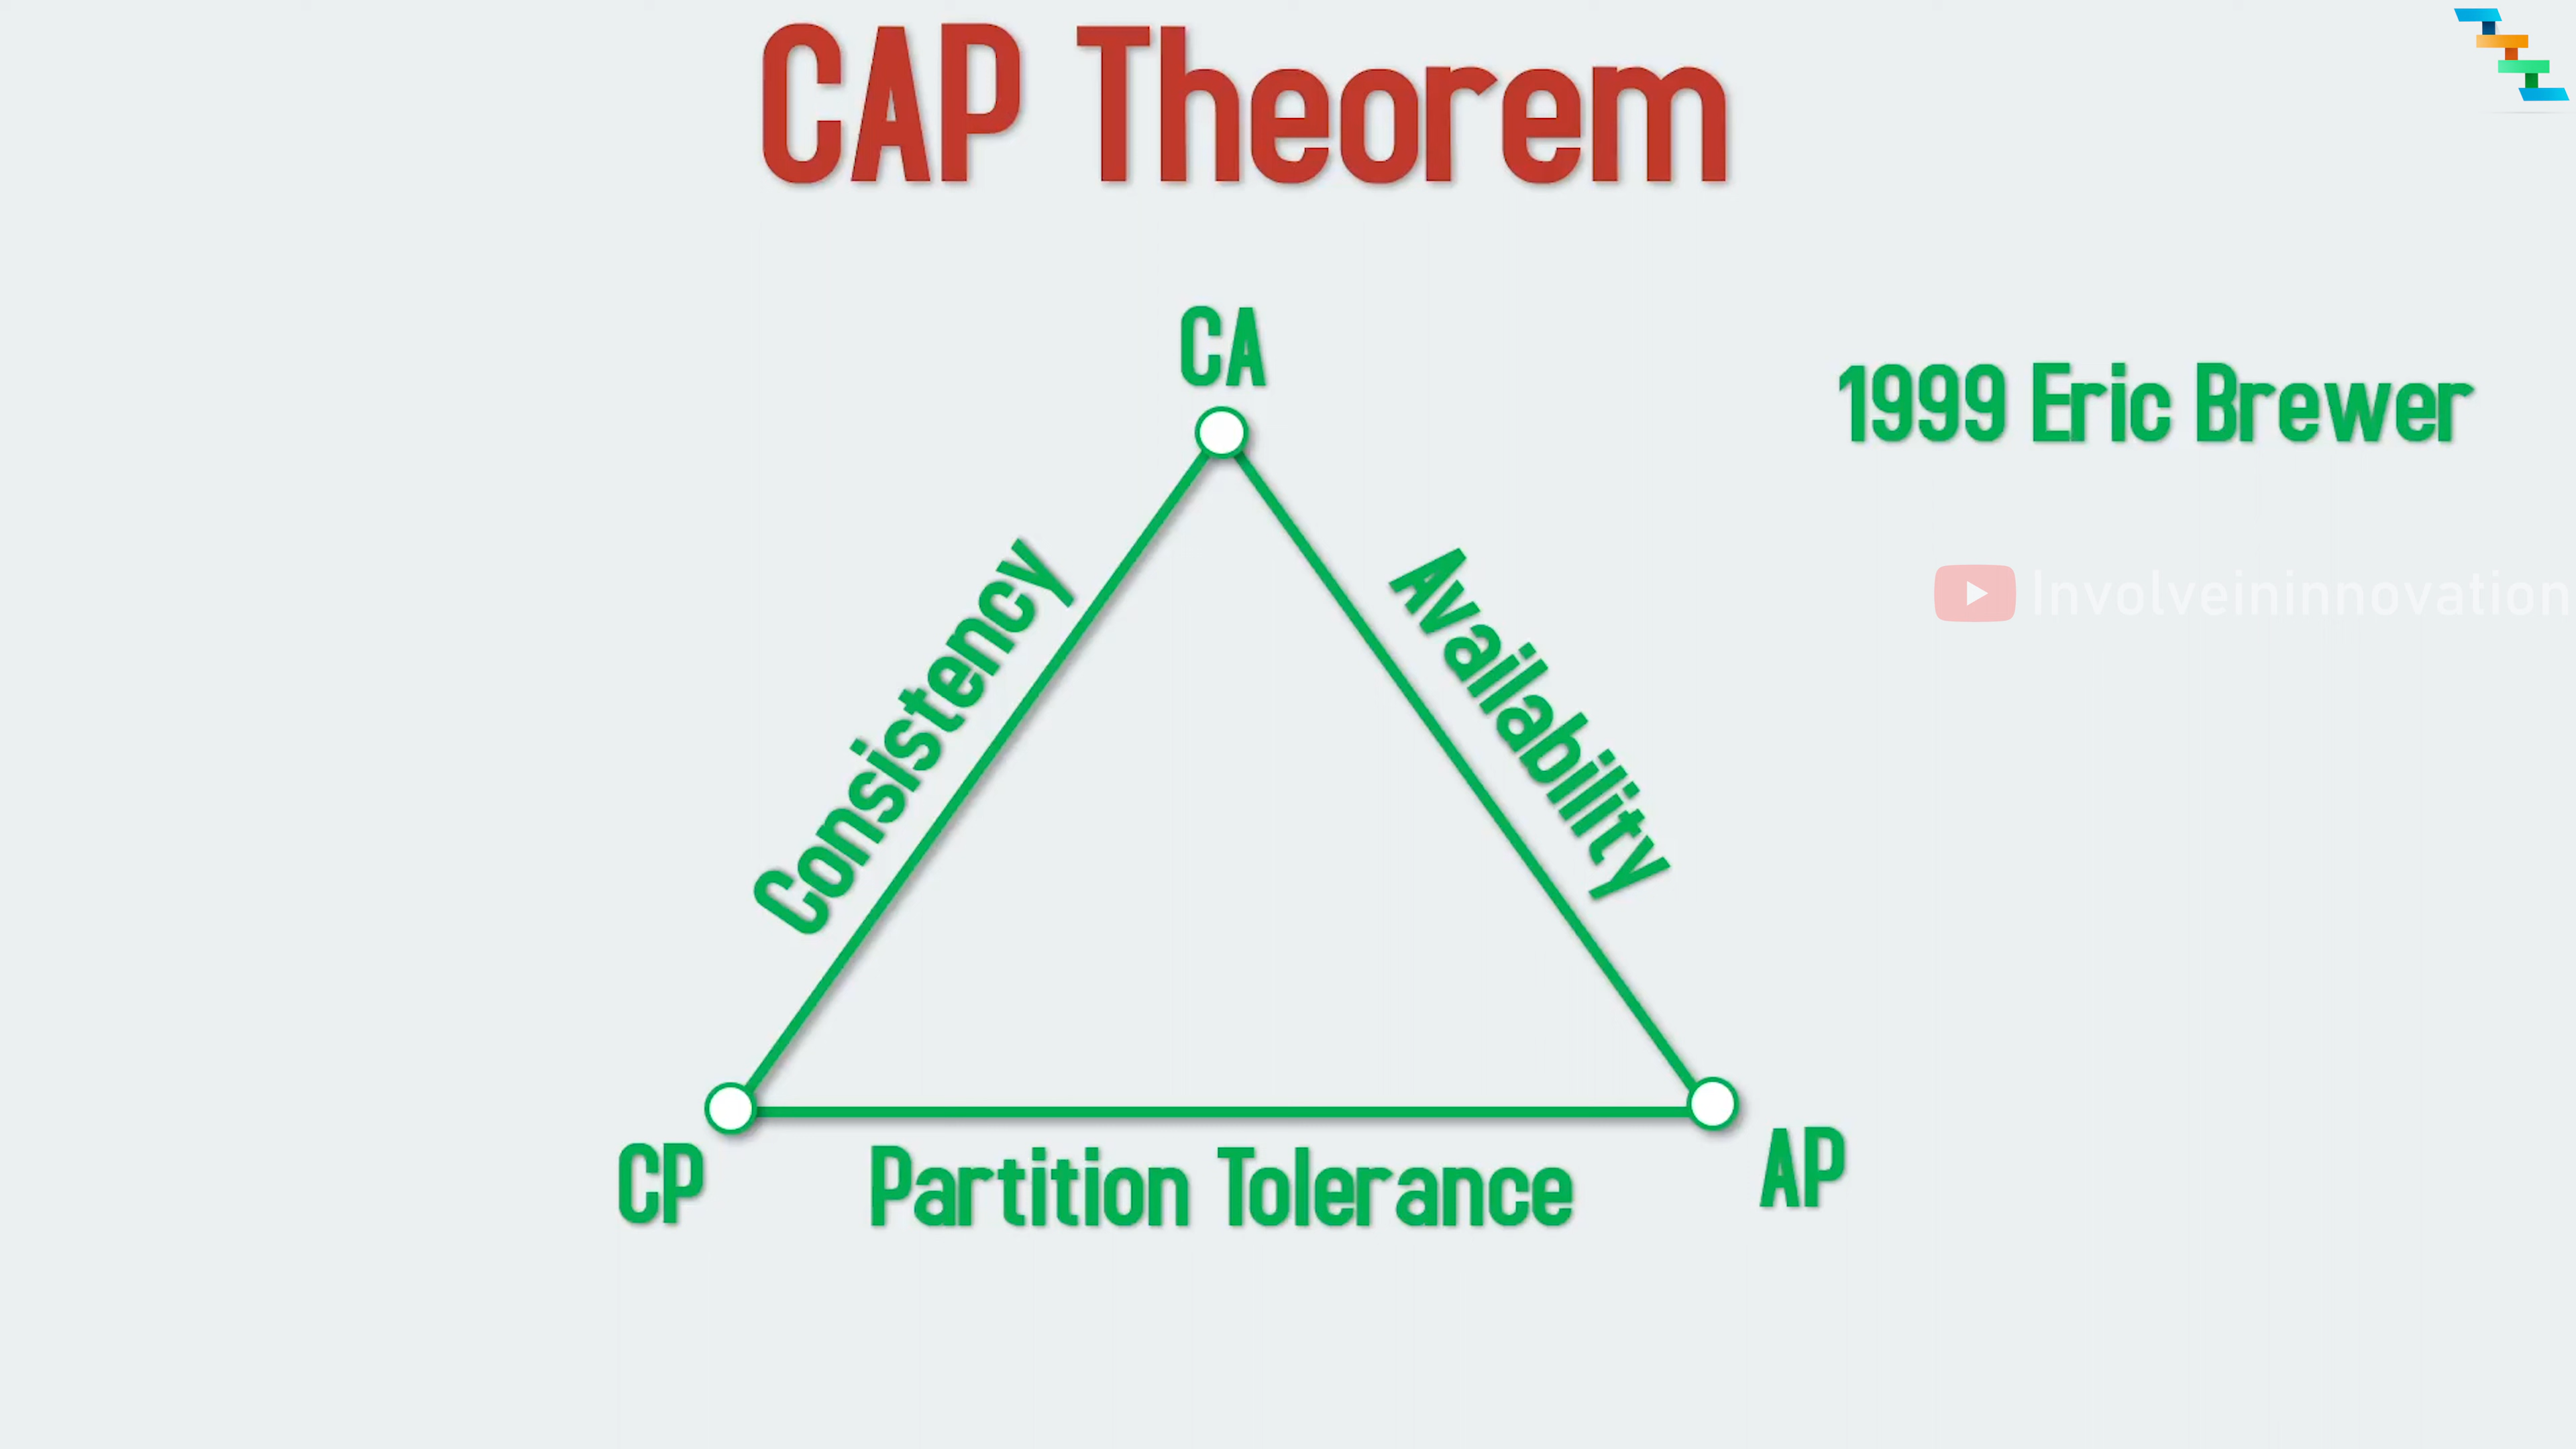 CAP Theorem
CA
1999 Eric Brewer
Involveininnovation
Consistency
Availability
CP
Partition Tolerance
AP